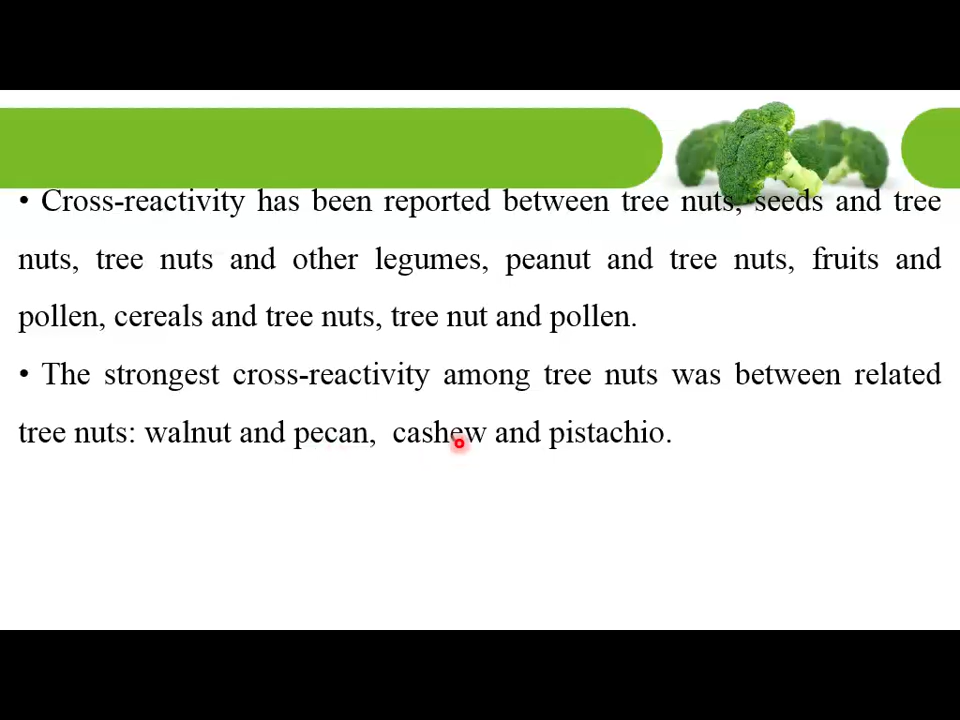 • Cross-reactivity has been reported between tree nuts, seeds and tree
nuts, tree nuts and other legumes, peanut and tree nuts, fruits and
pollen, cereals and tree nuts, tree nut and pollen.
• The strongest cross-reactivity among tree nuts was between related
tree nuts: walnut and pecan,  cashew and pistachio.